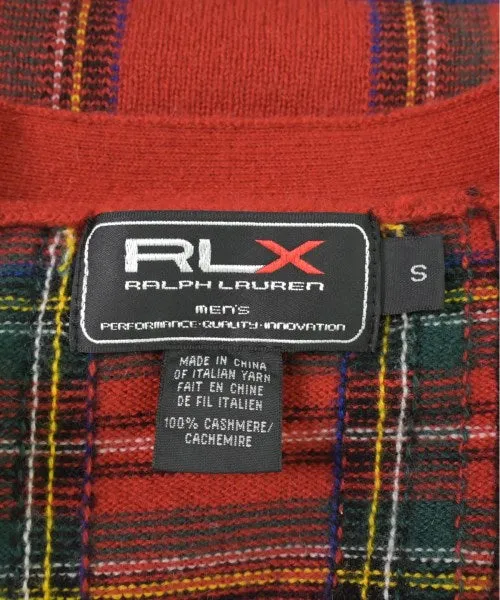 RLX
RALPH LAUREN
MEN'S
PERFORMANCE·QUALITY·INNOVATION
S
MADE IN CHINA
OF ITALIAN YARN
FAIT EN CHINE
DE FIL ITALIEN
100% CASHMERE/
CACHEMIRE